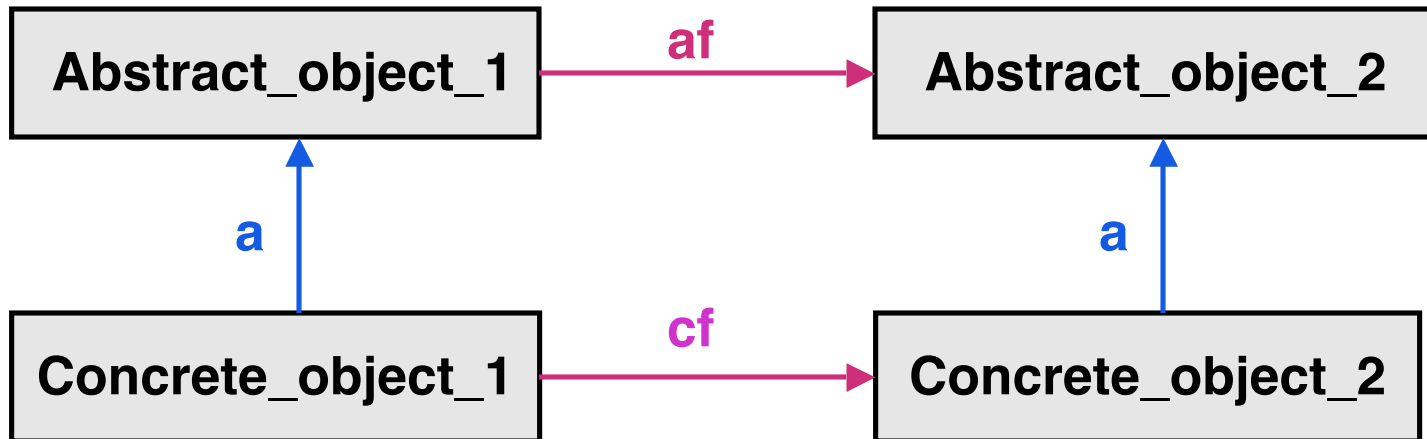 af
Abstract_object_1
Abstract_object_2
a
a
cf
Concrete_object_1
Concrete_object_2